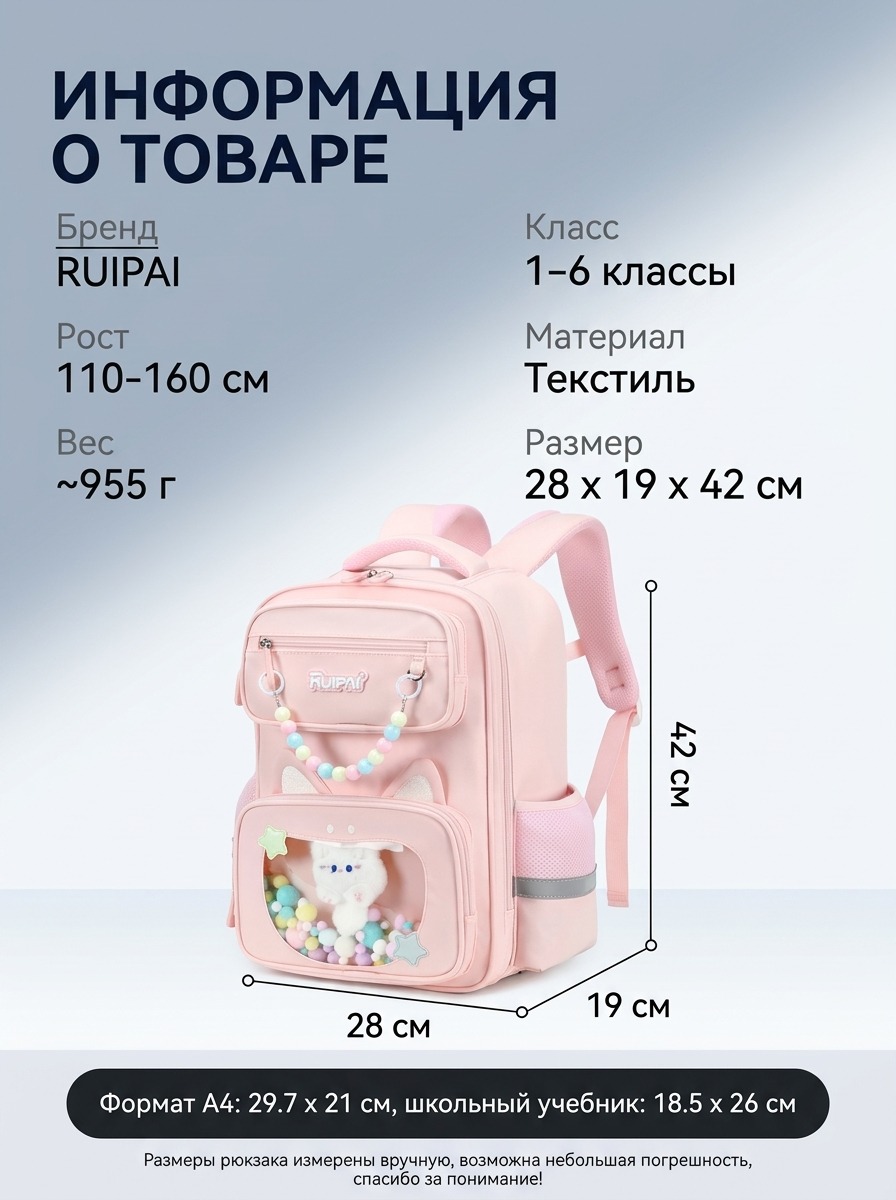 ИНФОРМАЦИЯ
О ТОВАРЕ
Бренд
RUIPAI
Класс
1–6 классы
Рост
110-160 см
Материал
Текстиль
Вес
~955 г
Размер
28 x 19 x 42 см
RUIPAI
42 см
19 см
28 см
Формат А4: 29.7 x 21 см, школьный учебник: 18.5 x 26 см
Размеры рюкзака измерены вручную, возможна небольшая погрешность,
спасибо за понимание!